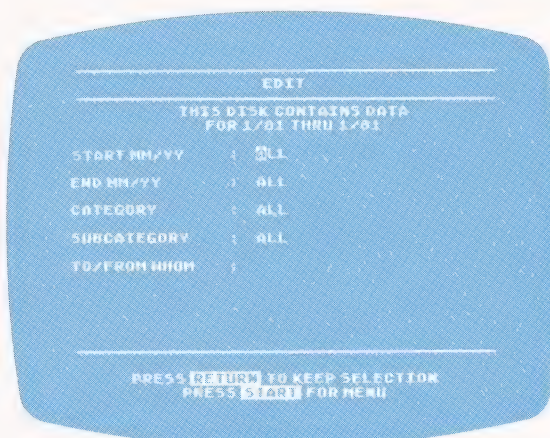 EDIT
THIS DISK CONTAINS DATA
FOR 1/81 THRU 1/81
START MM/YY : ALL
END MM/YY : ALL
CATEGORY : ALL
SUBCATEGORY : ALL
TO/FROM WHOM :
PRESS RETURN TO KEEP SELECTION
PRESS START FOR MENU